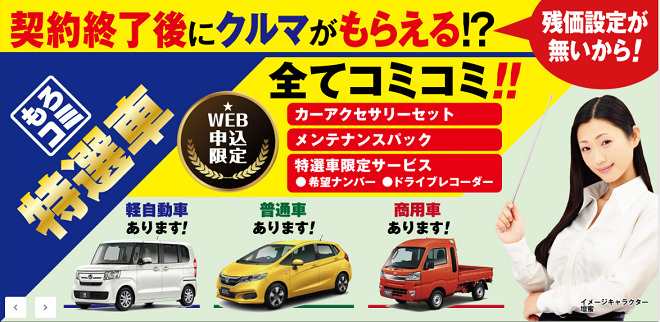 契約終了後にクルマがもらえる!?
残価設定が
無いから!
全てコミコミ!!
もろ
コミ
特選車
WEB
申込
限定
カーアクセサリーセット
メンテナンスパック
特選車限定サービス
●希望ナンバー ●ドライブレコーダー
軽自動車
あります!
普通車
あります!
商用車
あります!
イメージキャラクター
壇蜜